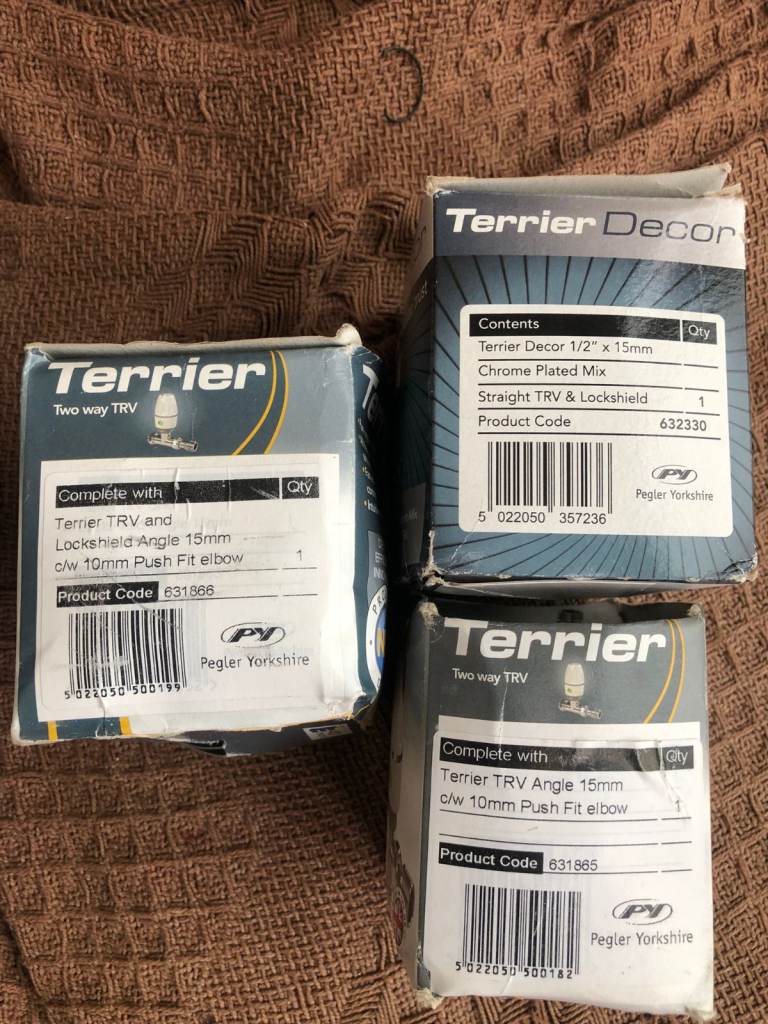 Terrier
Two way TRV
Complete with Qty
Terrier TRV and
Lockshield Angle 15mm
c/w 10mm Push Fit elbow 1
Product Code 631866
5 022050 500199
PY
Pegler Yorkshire
Terrier Decor
Contents Qty
Terrier Decor 1/2" x 15mm
Chrome Plated Mix
Straight TRV & Lockshield 1
Product Code 632330
5 022050 357236
PY
Pegler Yorkshire
Terrier
Two way TRV
Complete with Qty
Terrier TRV Angle 15mm
c/w 10mm Push Fit elbow 1
Product Code 631865
5 022050 500182
PY
Pegler Yorkshire